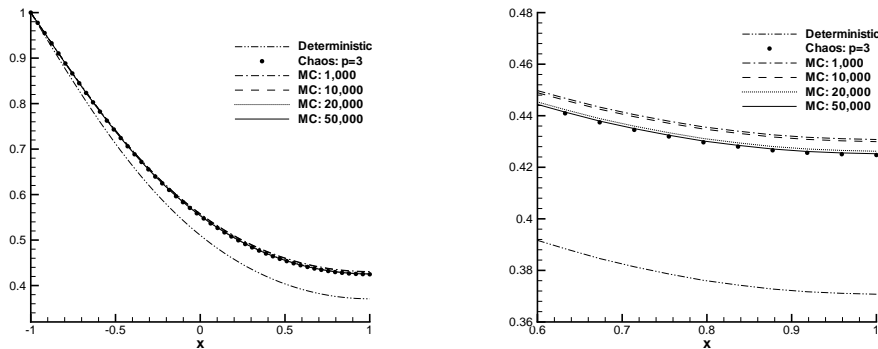 1
0.9
0.8
0.7
0.6
0.5
0.4
-1
-0.5
0
0.5
1
x
Deterministic
Chaos: p=3
MC: 1,000
MC: 10,000
MC: 20,000
MC: 50,000
0.48
0.46
0.44
0.42
0.4
0.38
0.36
0.6
0.7
0.8
0.9
1
x
Deterministic
Chaos: p=3
MC: 1,000
MC: 10,000
MC: 20,000
MC: 50,000